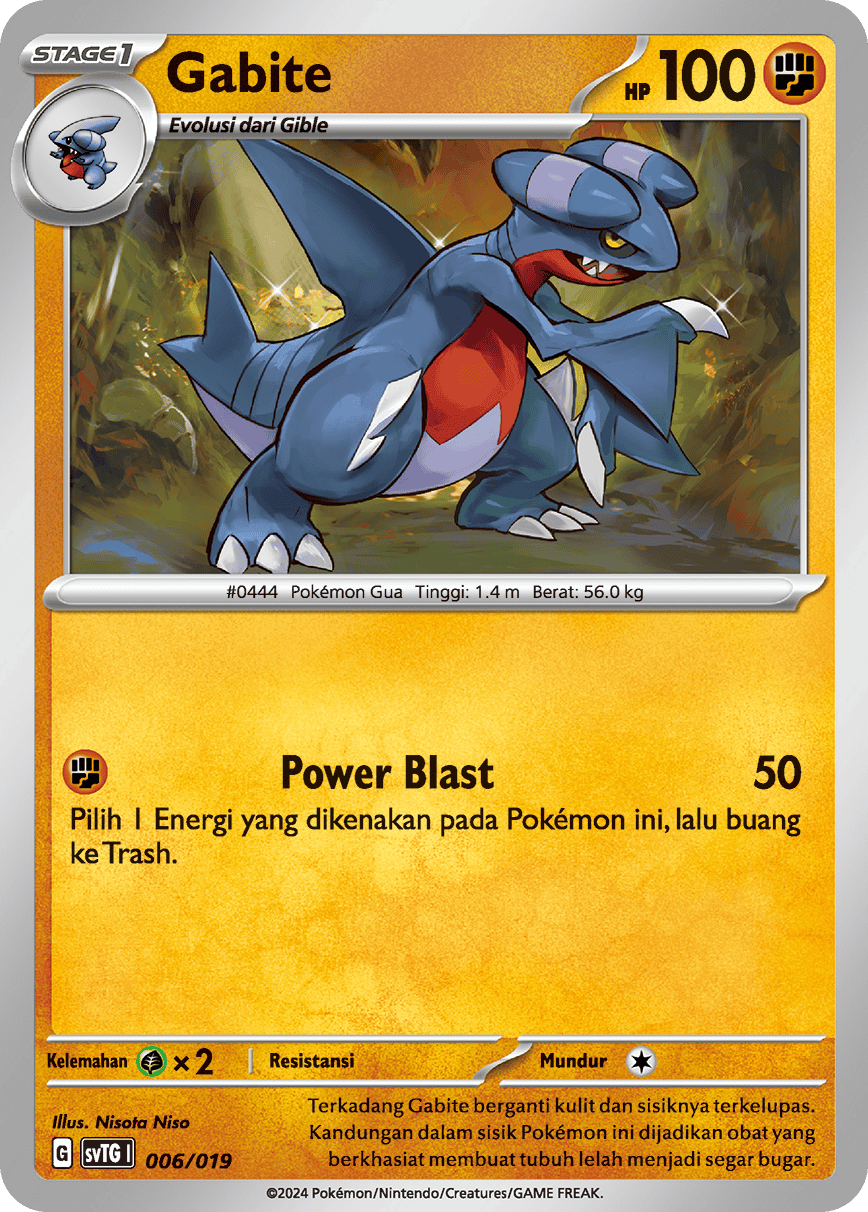 STAGE1
Gabite
HP 100
Evolusi dari Gible
#0444 Pokémon Gua Tinggi: 1.4 m Berat: 56.0 kg
Power Blast 50
Pilih 1 Energi yang dikenakan pada Pokémon ini, lalu buang
ke Trash.
Kelemahan ×2 Resistansi Mundur
Illus. Nisota Niso
Terkadang Gabite berganti kulit dan sisiknya terkelupas.
Kandungan dalam sisik Pokémon ini dijadikan obat yang
berkhasiat membuat tubuh lelah menjadi segar bugar.
G svTG I 006/019
©2024 Pokémon/Nintendo/Creatures/GAME FREAK.